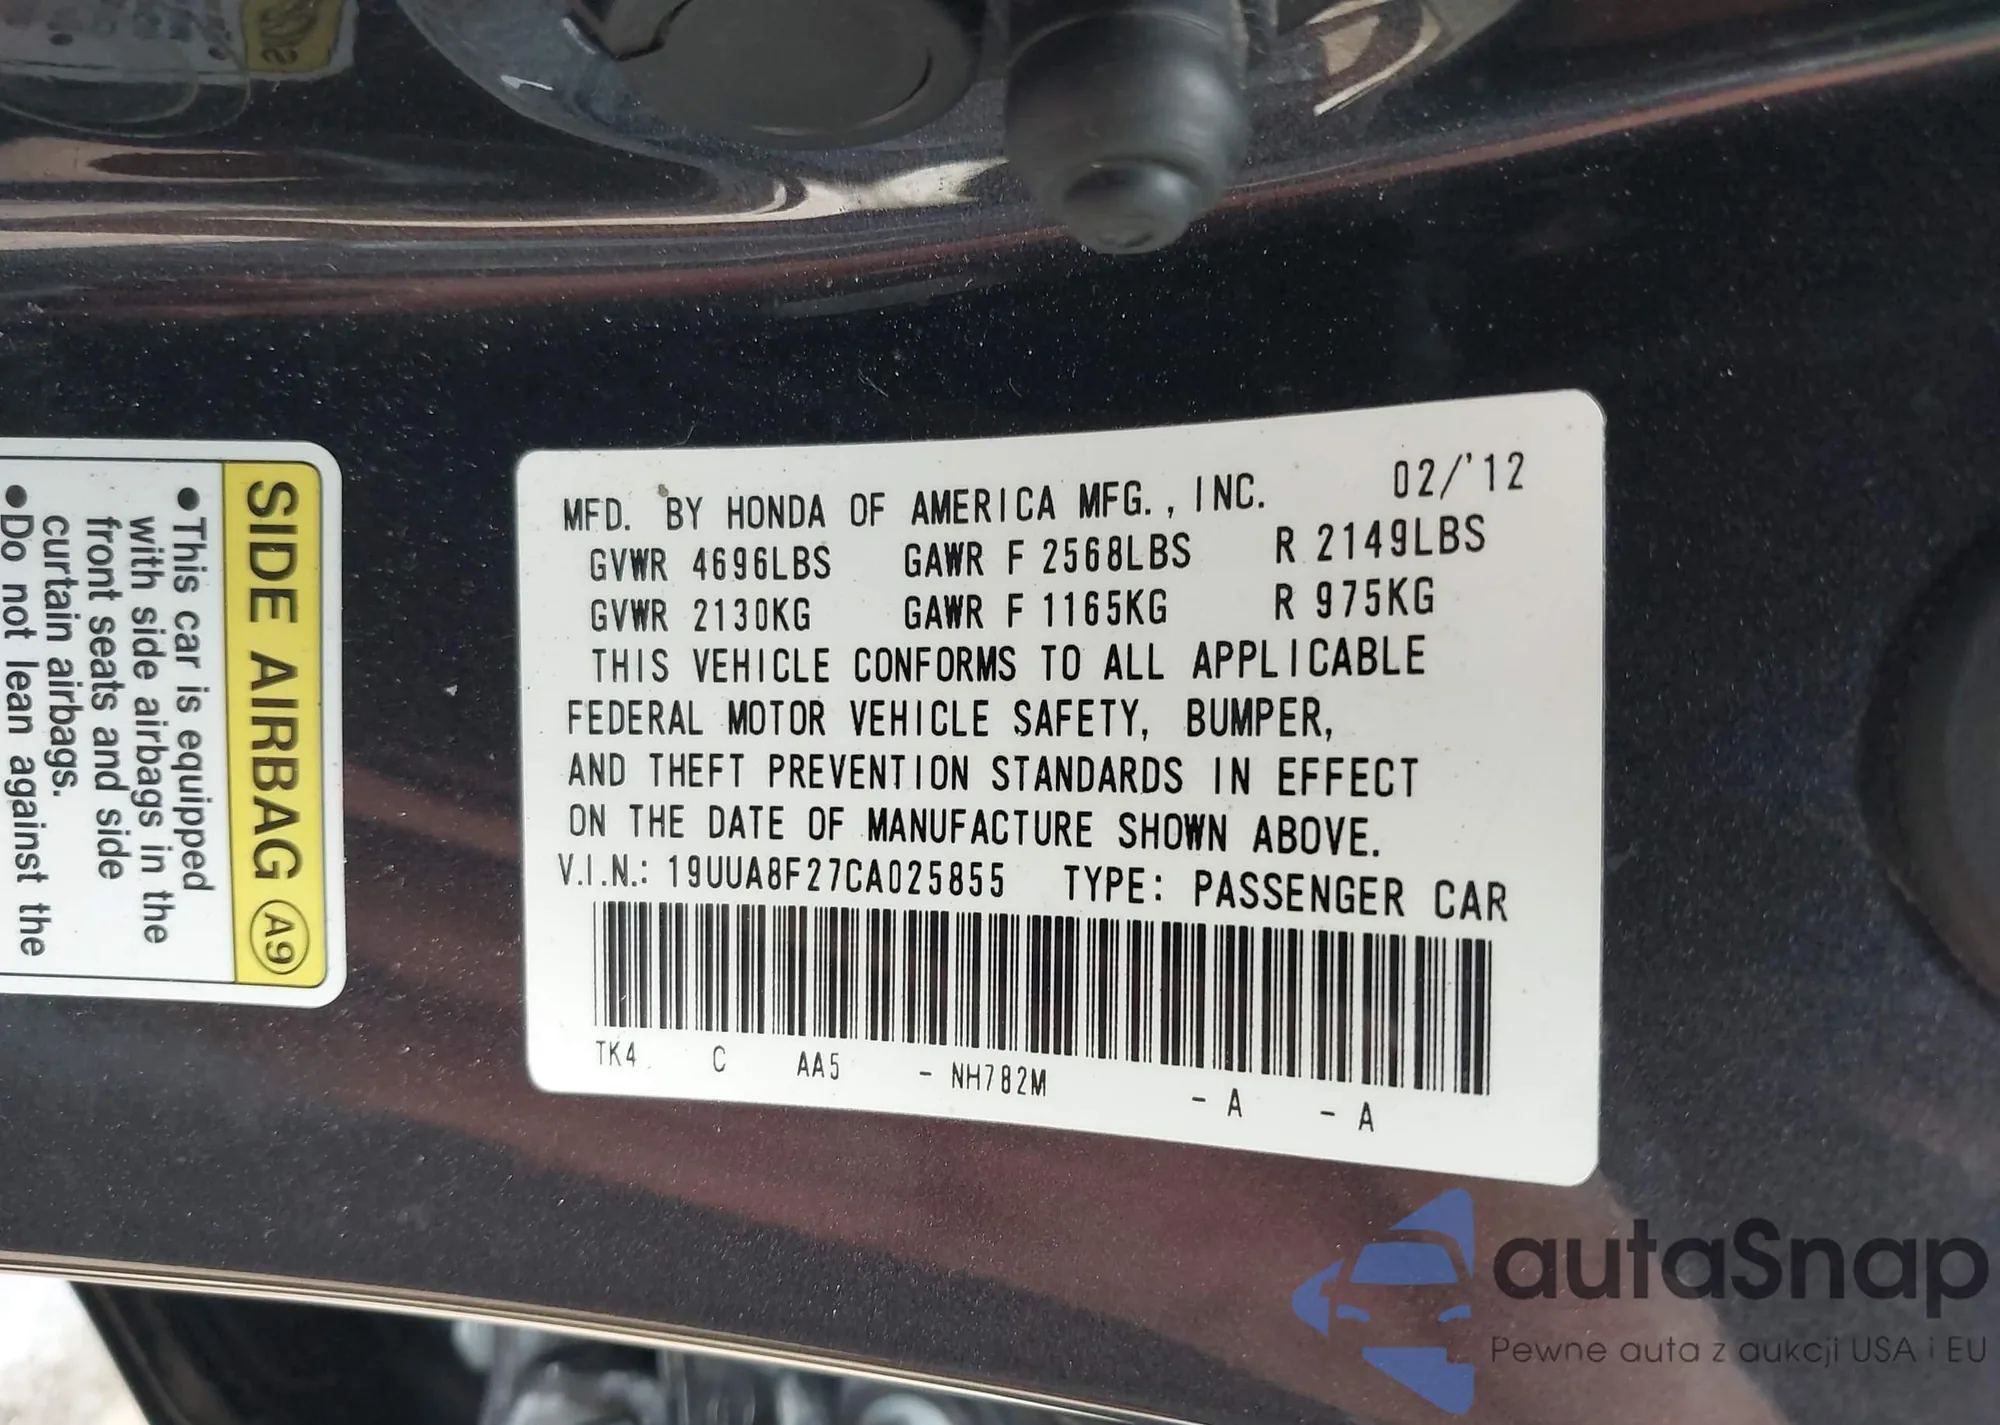 MFD. BY HONDA OF AMERICA MFG., INC. 02/'12
GVWR 4696LBS GAWR F 2568LBS R 2149LBS
GVWR 2130KG GAWR F 1165KG R 975KG
THIS VEHICLE CONFORMS TO ALL APPLICABLE
FEDERAL MOTOR VEHICLE SAFETY, BUMPER,
AND THEFT PREVENTION STANDARDS IN EFFECT
ON THE DATE OF MANUFACTURE SHOWN ABOVE.
V.I.N.: 19UUA8F27CA025855 TYPE: PASSENGER CAR
TK4 C AA5 - NH782M - A - A
SIDE AIRBAG A9
●This car is equipped
with side airbags in the
front seats and side
curtain airbags.
●Do not lean against the
autaSnap
Pewne auta z aukcji USA i EU